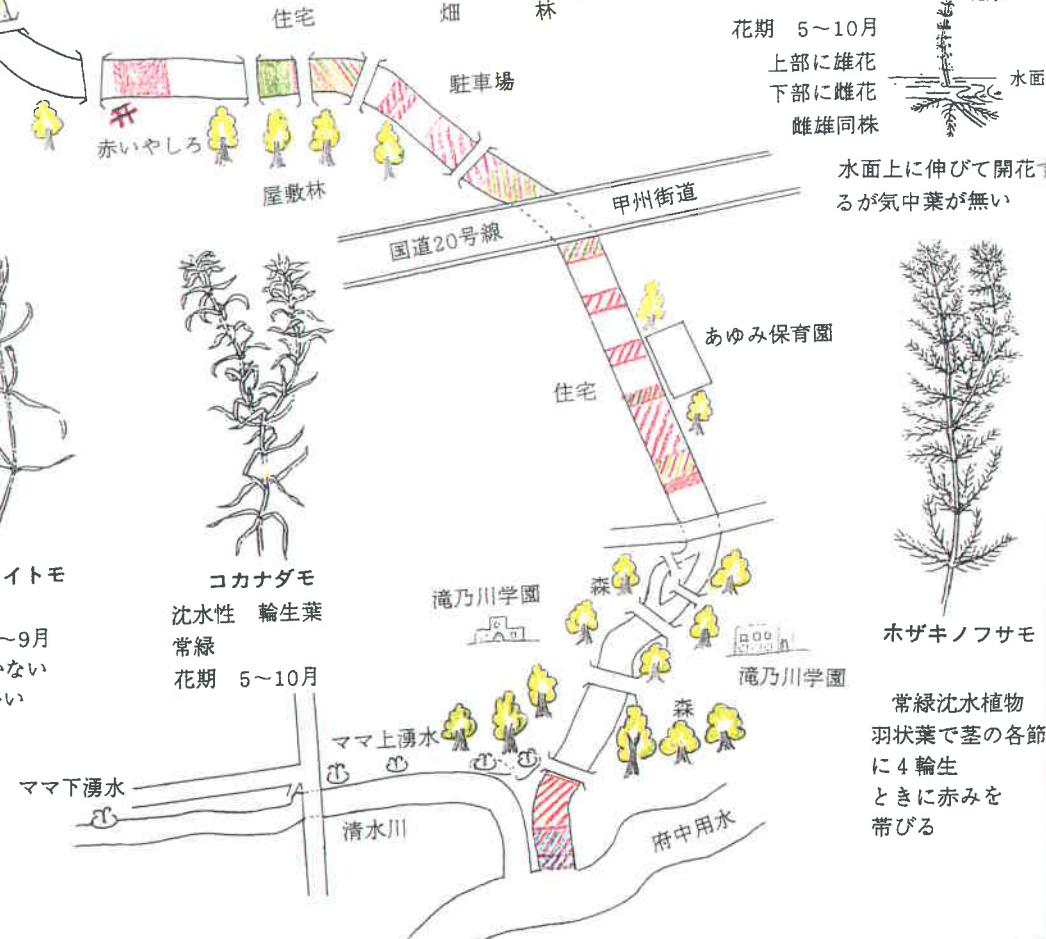 住宅
畑
林
花期 5〜10月
上部に雄花
下部に雌花
雌雄同株
水面
水面上に伸びて開花す
るが気中葉が無い
駐車場
赤いやしろ
屋敷林
国道20号線
甲州街道
あゆみ保育園
住宅
イトモ
〜9月
ない
い
コカナダモ
沈水性 輪生葉
常緑
花期 5〜10月
滝乃川学園
森
滝乃川学園
森
ホザキノフサモ
常緑沈水植物
羽状葉で茎の各節
に4輪生
ときに赤みを
帯びる
ママ上湧水
ママ下湧水
清水川
府中用水